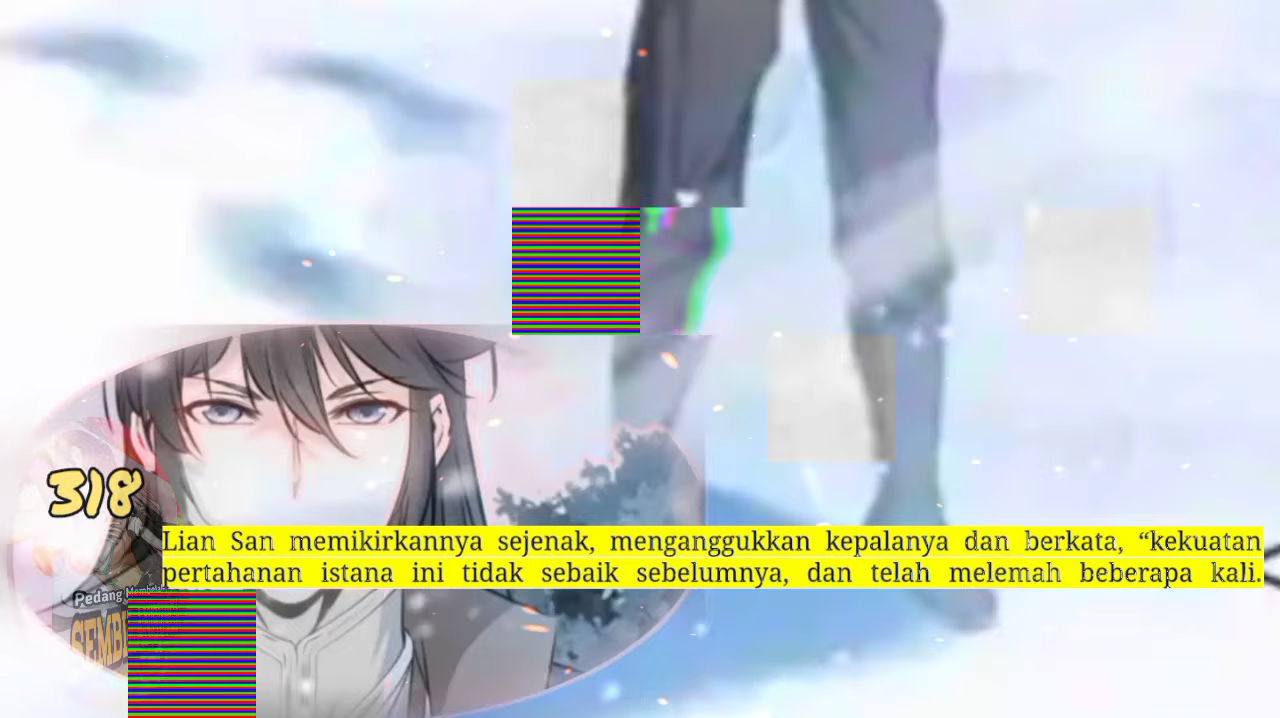 318
Lian San memikirkannya sejenak, menganggukkan kepalanya dan berkata, “kekuatan
pertahanan istana ini tidak sebaik sebelumnya, dan telah melemah beberapa kali.
Pedang